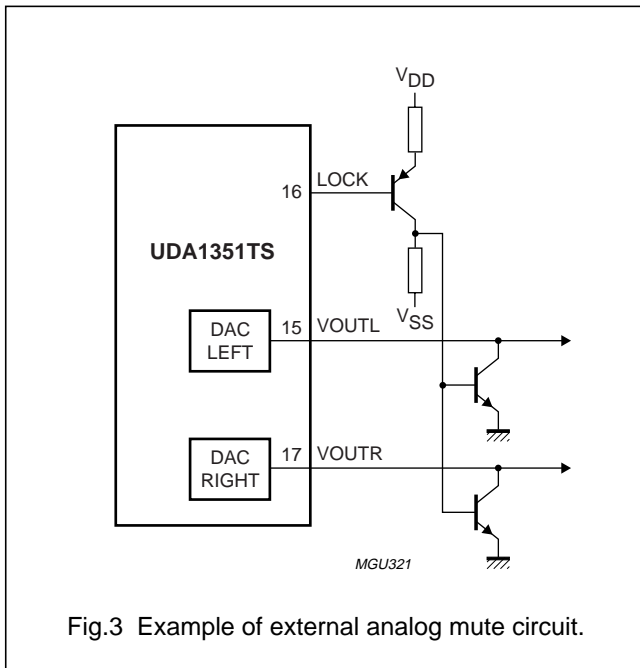 VDD
16 LOCK
UDA1351TS
VSS
DAC LEFT
15 VOUTL
DAC RIGHT
17 VOUTR
MGU321
Fig.3 Example of external analog mute circuit.